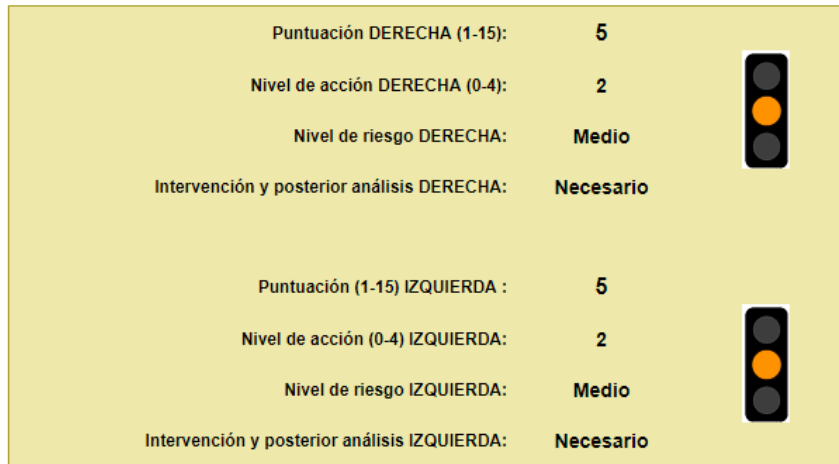 Puntuación DERECHA (1-15): 5
Nivel de acción DERECHA (0-4): 2
Nivel de riesgo DERECHA: Medio
Intervención y posterior análisis DERECHA: Necesario
Puntuación (1-15) IZQUIERDA : 5
Nivel de acción (0-4) IZQUIERDA: 2
Nivel de riesgo IZQUIERDA: Medio
Intervención y posterior análisis IZQUIERDA: Necesario